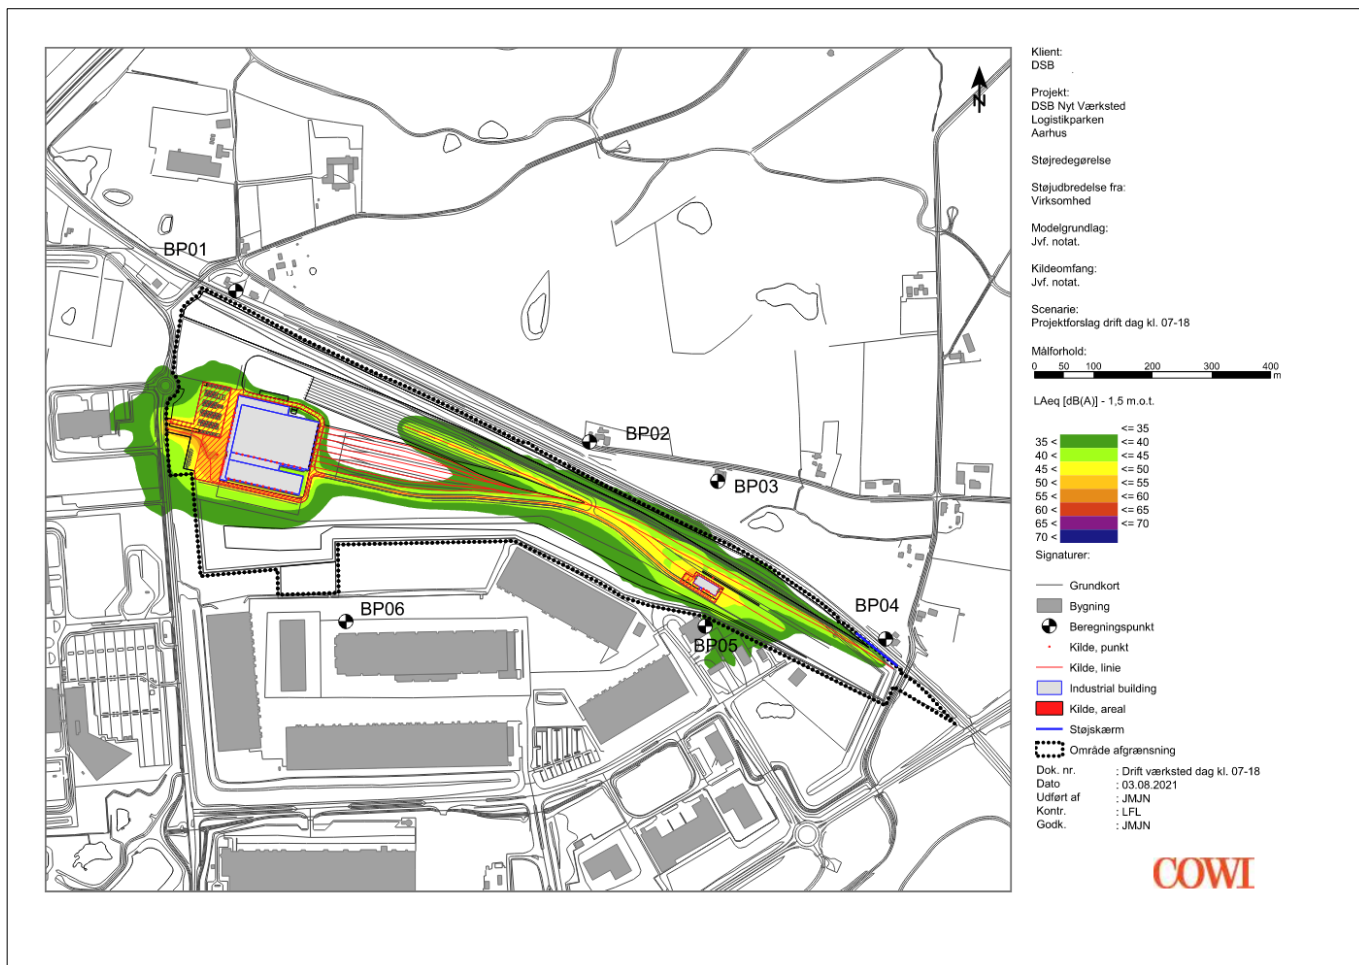 BP01
BP02
BP03
BP04
BP05
BP06
N
Klient:
DSB
Projekt:
DSB Nyt Værksted
Logistikparken
Aarhus
Støjredegørelse
Støjudbredelse fra:
Virksomhed
Modelgrundlag:
Jvf. notat.
Kildeomfang:
Jvf. notat.
Scenarie:
Projektforslag drift dag kl. 07-18
Målforhold:
0 50 100 200 300 400
m
LAeq [dB(A)] - 1,5 m.o.t.
<= 35
35 < <= 40
40 < <= 45
45 < <= 50
50 < <= 55
55 < <= 60
60 < <= 65
65 < <= 70
70 <
Signaturer:
Grundkort
Bygning
Beregningspunkt
Kilde, punkt
Kilde, linie
Industrial building
Kilde, areal
Støjskærm
Område afgrænsning
Dok. nr. : Drift værksted dag kl. 07-18
Dato : 03.08.2021
Udført af : JMJN
Kontr. : LFL
Godk. : JMJN
COWI